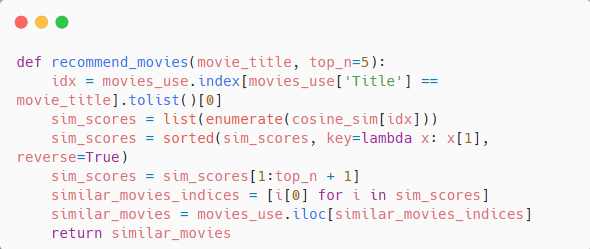 def recommend_movies(movie_title, top_n=5):
    idx = movies_use.index[movies_use['Title'] ==
movie_title].tolist()[0]
    sim_scores = list(enumerate(cosine_sim[idx]))
    sim_scores = sorted(sim_scores, key=lambda x: x[1],
reverse=True)
    sim_scores = sim_scores[1:top_n + 1]
    similar_movies_indices = [i[0] for i in sim_scores]
    similar_movies = movies_use.iloc[similar_movies_indices]
    return similar_movies